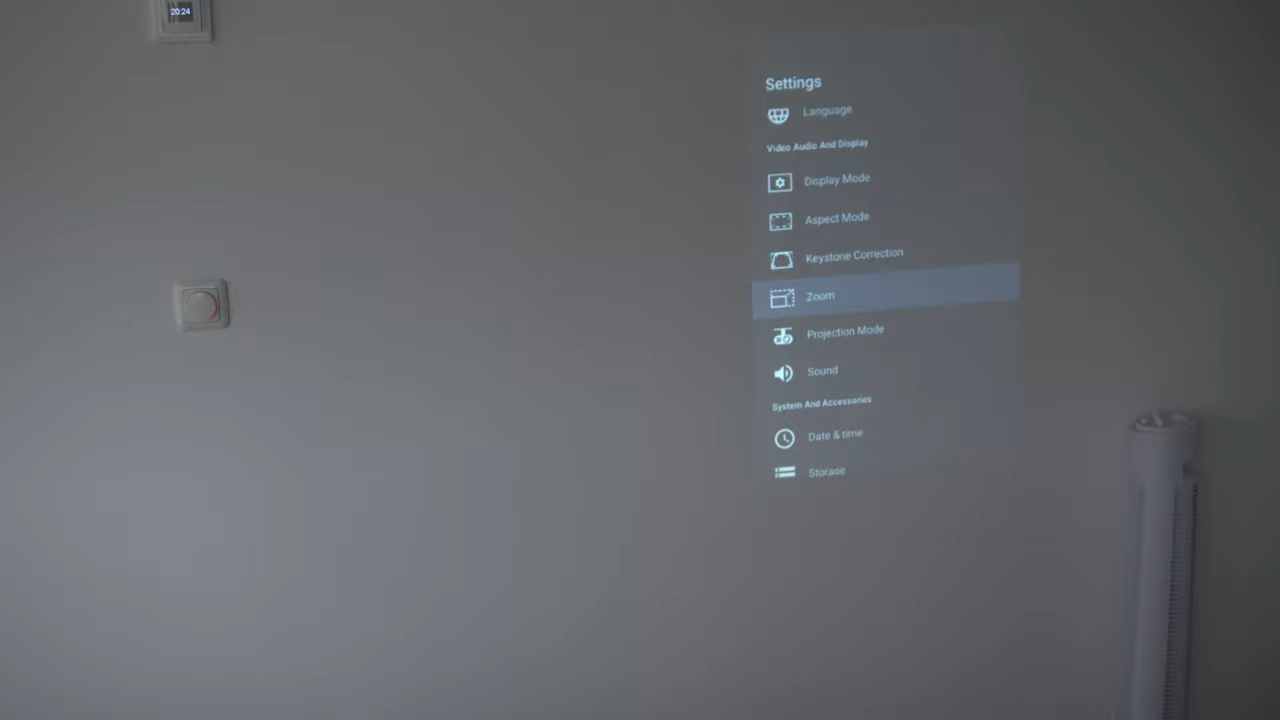 20:24
Settings
Language
Video Audio And Display
Display Mode
Aspect Mode
Keystone Correction
Zoom
Projection Mode
Sound
System And Accessories
Date & time
Storage